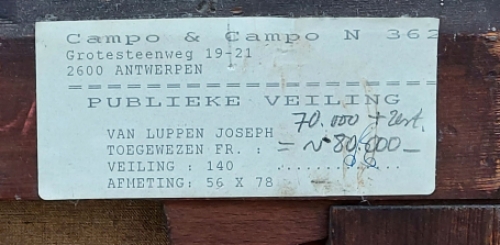 Campo & Campo N 362
Grotesteenweg 19-21
2600 ANTWERPEN
==============================
PUBLIEKE VEILING
70.000 +
VAN LUPPEN JOSEPH
TOEGEWEZEN FR. : = ~ 80.000 -
VEILING : 140 ............
AFMETING: 56 X 78 -